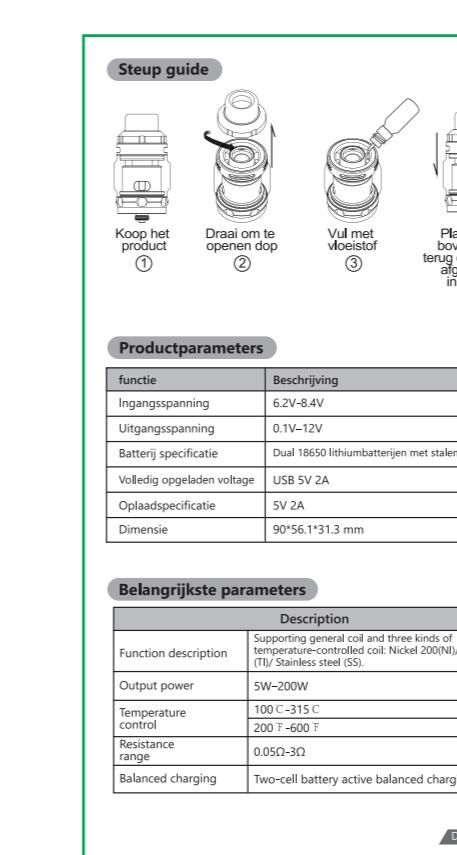 Steup guide
Koop het
product
①
Draai om te
openen dop
②
Vul met
vloeistof
③
terug
Productparameters
functie Beschrijving
Ingangsspanning 6.2V-8.4V
Uitgangsspanning 0.1V–12V
Batterij specificatie Dual 18650 lithiumbatterijen met
Volledig opgeladen voltage USB 5V 2A
Oplaadspecificatie 5V 2A
Dimensie 90*56.1*31.3 mm
Belangrijkste parameters
Description
Function description Supporting general coil and three kinds of
temperature-controlled coil: Nickel 200(NI)/
(TI)/ Stainless steel (SS).
Output power 5W-200W
Temperature
control
100℃-315℃
200℉-600℉
Resistance
range
0.05Ω-3Ω
Balanced charging Two-cell battery active balanced